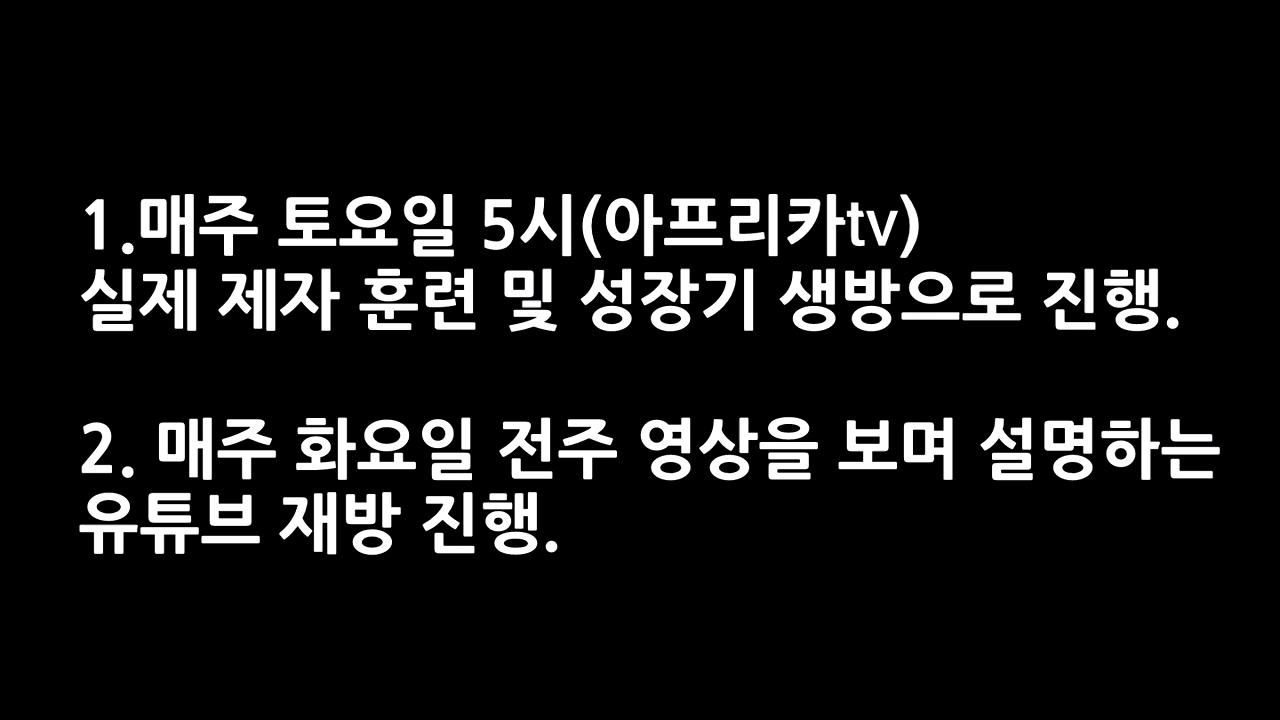 1.매주 토요일 5시(아프리카tv)
실제 제자 훈련 및 성장기 생방으로 진행.
2. 매주 화요일 전주 영상을 보며 설명하는
유튜브 재방 진행.